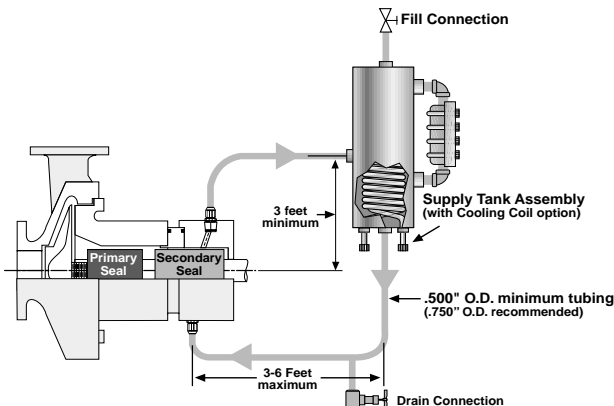 Fill Connection
Supply Tank Assembly
(with Cooling Coil option)
3 feet
minimum
Primary
Seal
Secondary
Seal
.500" O.D. minimum tubing
(.750" O.D. recommended)
3-6 Feet
maximum
Drain Connection